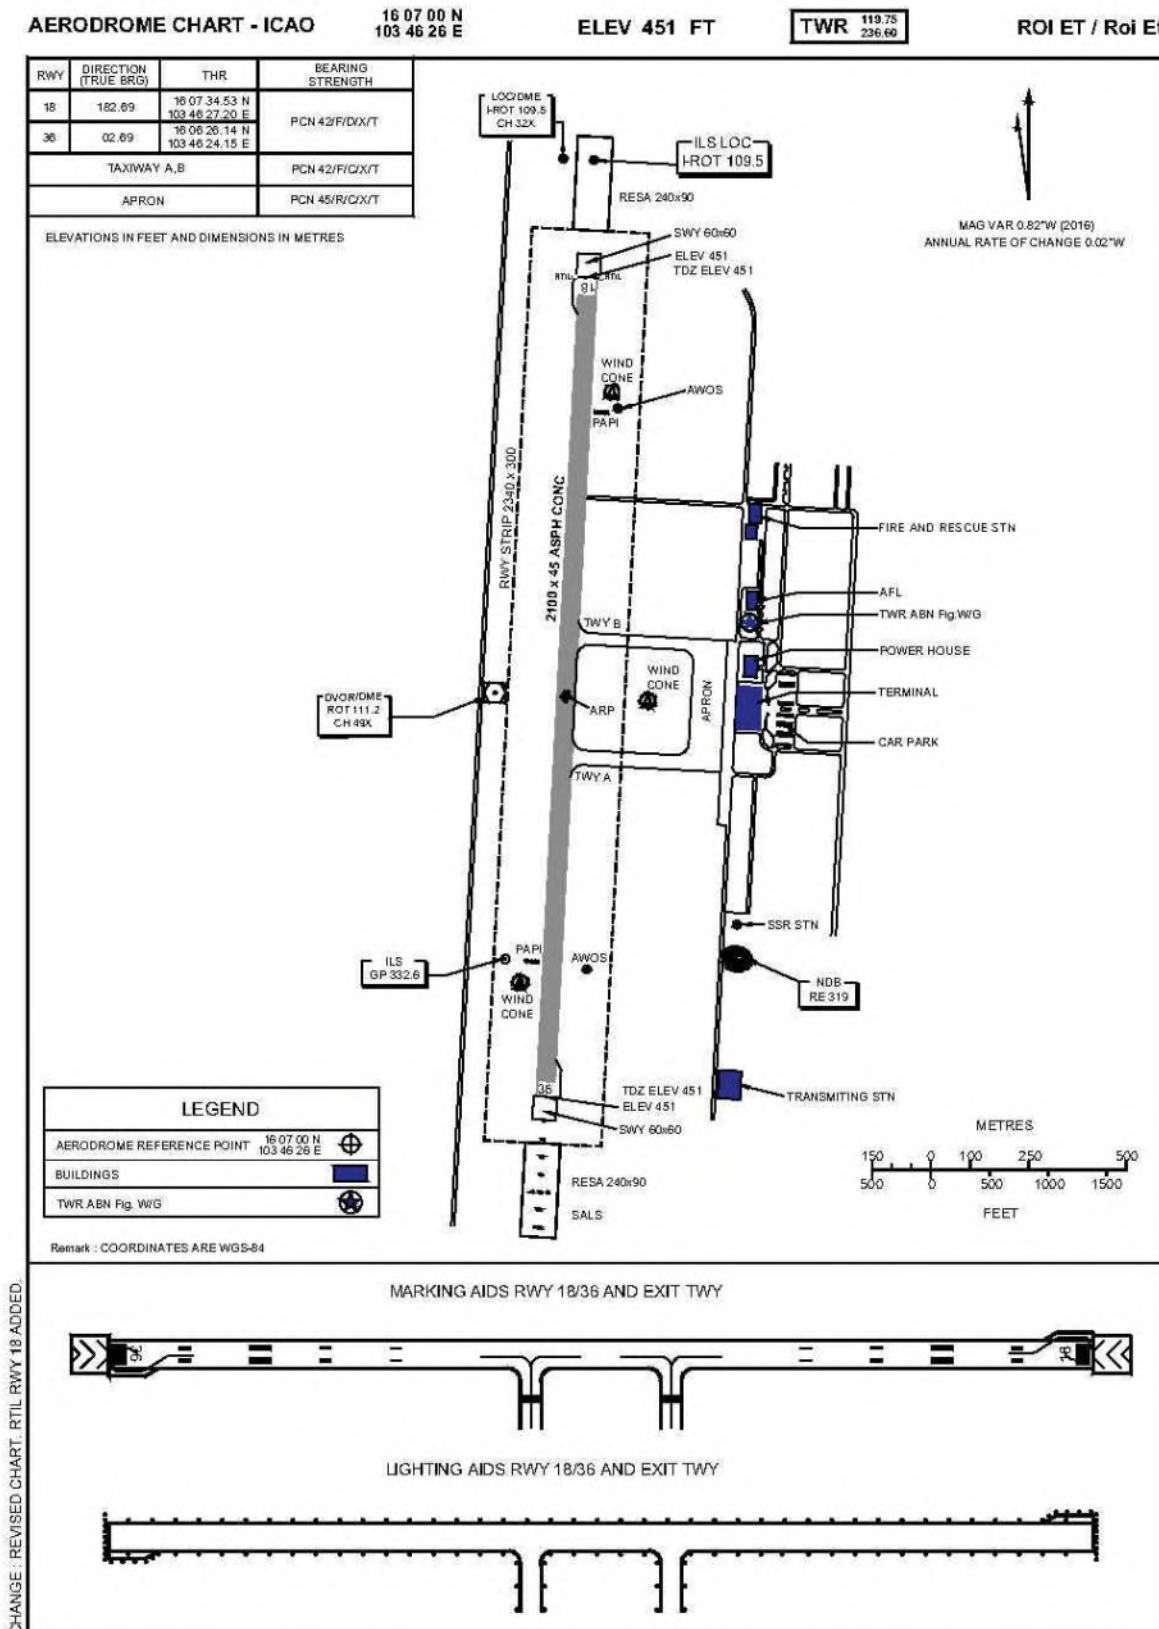 AERODROME CHART - ICAO
16 07 00 N
103 46 26 E
ELEV 451 FT
TWR 119.75
236.60
ROI ET / Roi Et
RWY DIRECTION (TRUE BRG) THR BEARING STRENGTH
18 182.69 16 07 34.53 N
103 46 27.20 E
PCN 42/F/D/X/T
36 02.69 16 06 26.14 N
103 46 24.15 E
TAXIWAY A,B PCN 42/F/C/X/T
APRON PCN 45/R/C/X/T
ELEVATIONS IN FEET AND DIMENSIONS IN METRES
LOC/DME
I-ROT 109.5
CH 32X
ILS LOC
I-ROT 109.5
RESA 240x90
MAG VAR 0.82°W (2016)
ANNUAL RATE OF CHANGE 0.02°W
SWY 60x60
ELEV 451
TDZ ELEV 451
RTIL RTIL
18
WIND
CONE
AWOS
PAPI
RWY STRIP 2340 x 300
2100 x 45 ASPH CONC
FIRE AND RESCUE STN
AFL
TWR ABN Flg.W/G
TWY B
POWER HOUSE
WIND
CONE
TERMINAL
DVOR/DME
ROT 111.2
CH 49X
ARP
APRON
CAR PARK
TWY A
SSR STN
PAPI
AWOS
ILS
GP 332.6
WIND
CONE
NDB
RE 319
36
TDZ ELEV 451
ELEV 451
SWY 60x60
TRANSMITING STN
LEGEND
AERODROME REFERENCE POINT 16 07 00 N
103 46 26 E
BUILDINGS
TWR ABN Flg. W/G
METRES
150 0 100 250 500
500 0 500 1000 1500
FEET
RESA 240x90
SALS
Remark : COORDINATES ARE WGS-84
CHANGE : REVISED CHART. RTIL RWY 18 ADDED.
MARKING AIDS RWY 18/36 AND EXIT TWY
36
18
LIGHTING AIDS RWY 18/36 AND EXIT TWY